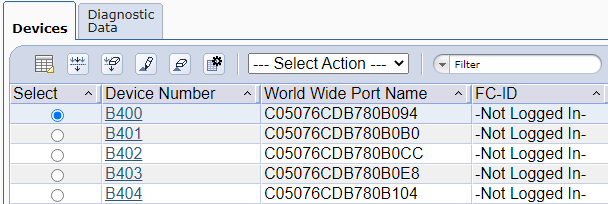 Devices
Diagnostic
Data
--- Select Action ---
Filter
Select Device Number World Wide Port Name FC-ID
B400 C05076CDB780B094 -Not Logged In-
B401 C05076CDB780B0B0 -Not Logged In-
B402 C05076CDB780B0CC -Not Logged In-
B403 C05076CDB780B0E8 -Not Logged In-
B404 C05076CDB780B104 -Not Logged In-